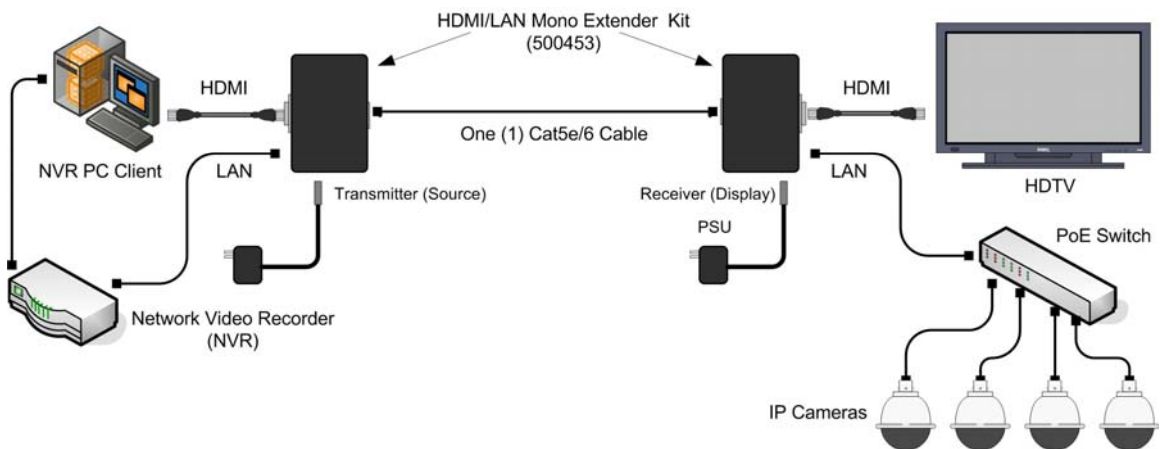 HDMI/LAN Mono Extender Kit
(500453)
HDMI
HDMI
One (1) Cat5e/6 Cable
NVR PC Client
LAN
LAN
HDTV
Transmitter (Source)
Receiver (Display)
PSU
PoE Switch
Network Video Recorder
(NVR)
IP Cameras